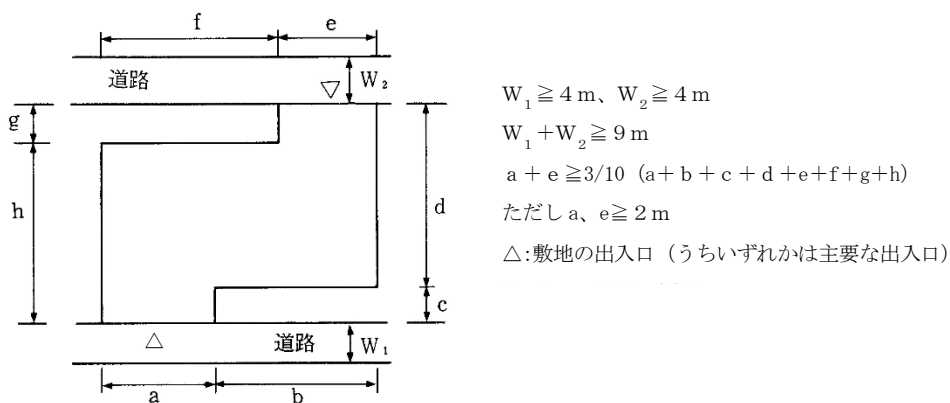 f
e
道路
W₂
▽
g
h
d
c
△
道路
W₁
a
b
W₁≧4m、W₂≧4m
W₁+W₂≧9m
a+e≧3/10 (a+b+c+d+e+f+g+h)
ただしa、e≧2m
△:敷地の出入口（うちいずれかは主要な出入口）